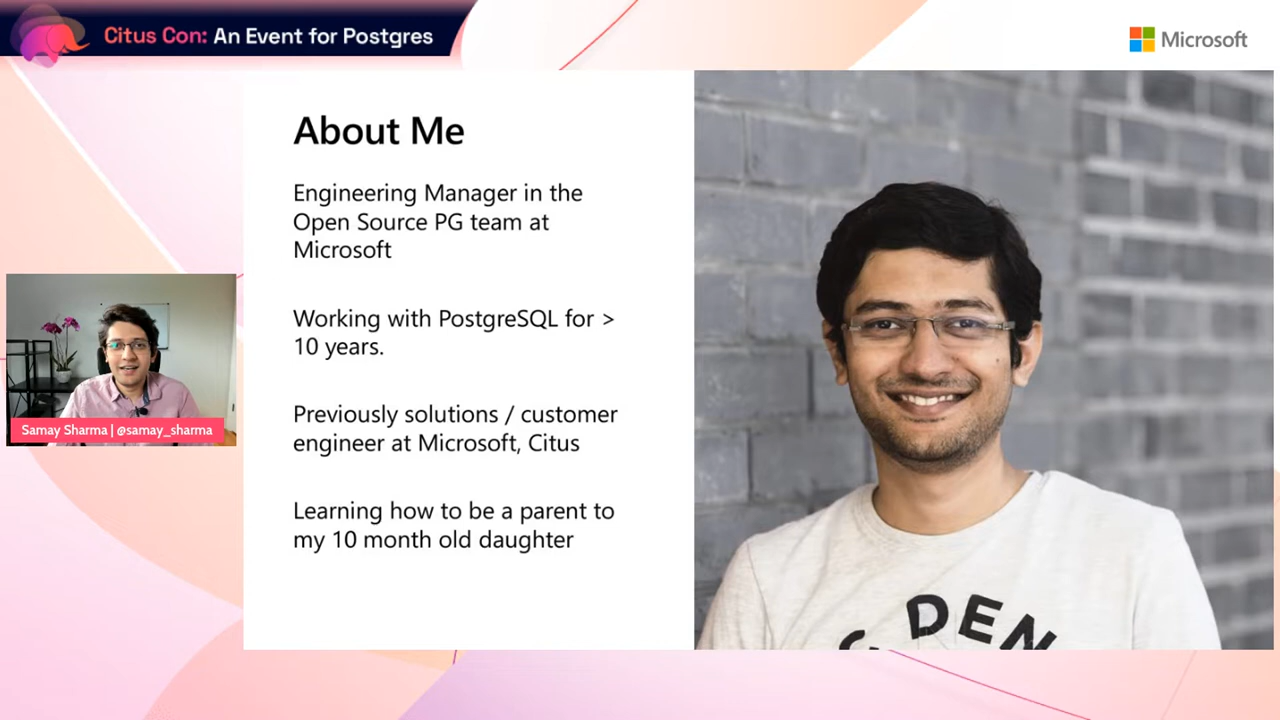 Citus Con: An Event for Postgres
Microsoft
About Me
Engineering Manager in the
Open Source PG team at
Microsoft
Working with PostgreSQL for >
10 years.
Previously solutions / customer
engineer at Microsoft, Citus
Learning how to be a parent to
my 10 month old daughter
Samay Sharma | @samay_sharma
DEN